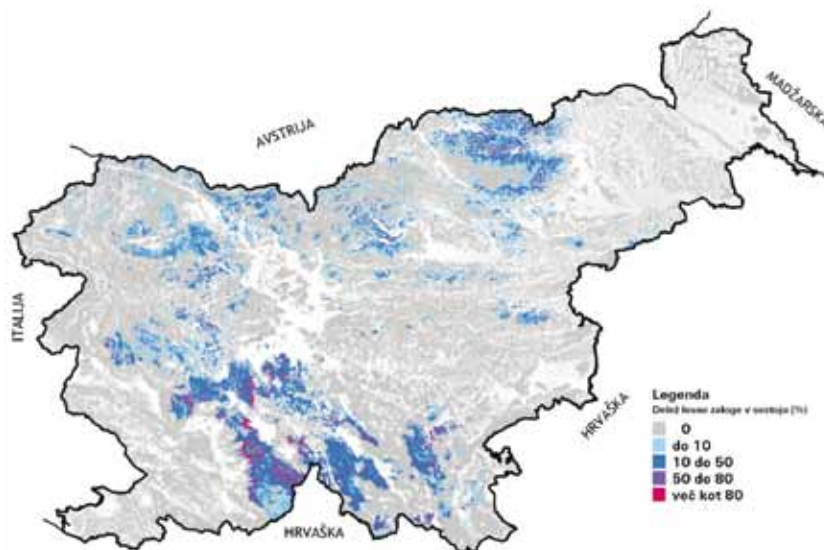 AVSTRIJA
MADŽARSKA
ITALIJA
HRVAŠKA
HRVAŠKA
Legenda
Delež lesne zaloge v sestoju (%)
0
do 10
10 do 50
50 do 80
več kot 80